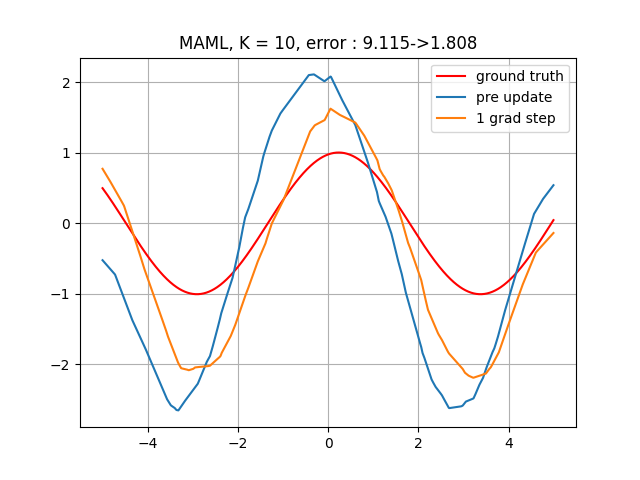 MAML, K = 10, error : 9.115->1.808
ground truth
pre update
1 grad step
2
1
0
−1
−2
−4
−2
0
2
4